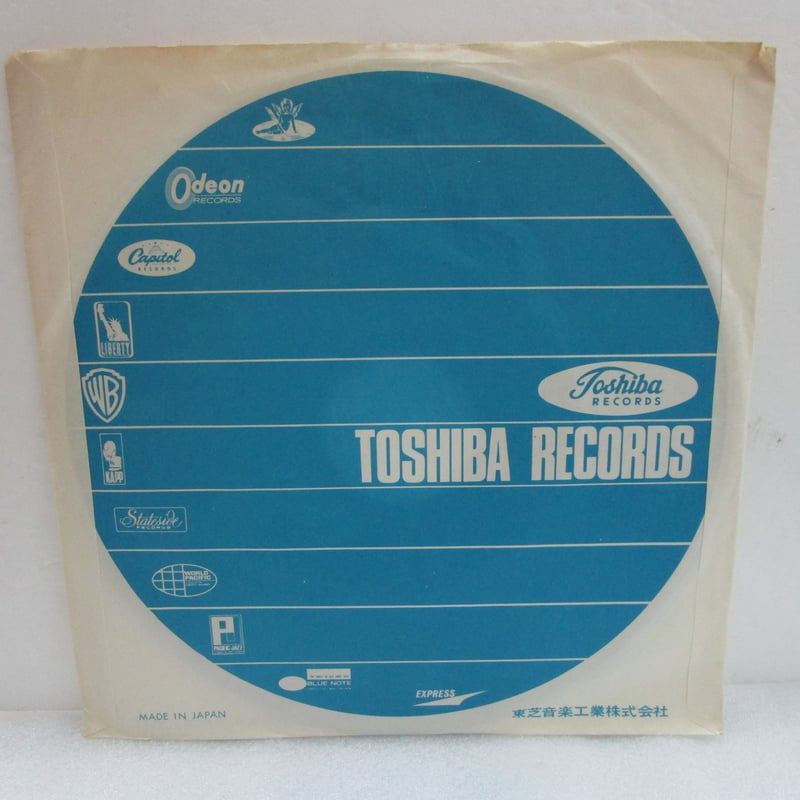 Odeon
RECORDS
Capitol
RECORDS
LIBERTY
WB
Toshiba
RECORDS
TOSHIBA RECORDS
KAPP
Stateside
RECORDS
WORLD
PACIFIC
P
PACIFIC JAZZ
BLUE NOTE
EXPRESS
MADE IN JAPAN
東芝音楽工業株式会社